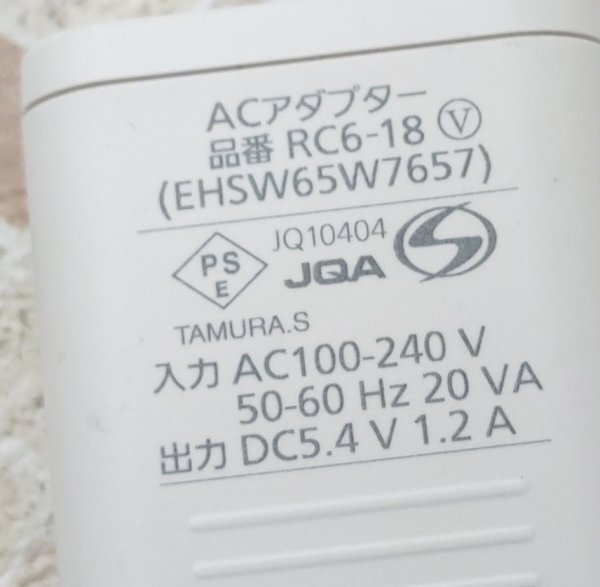 ACアダプター
品番 RC6-18 Ⓥ
(EHSW65W7657)
PS
E
JQ10404
JQA
TAMURA.S
入力 AC100-240 V
50-60 Hz 20 VA
出力 DC5.4 V 1.2 A